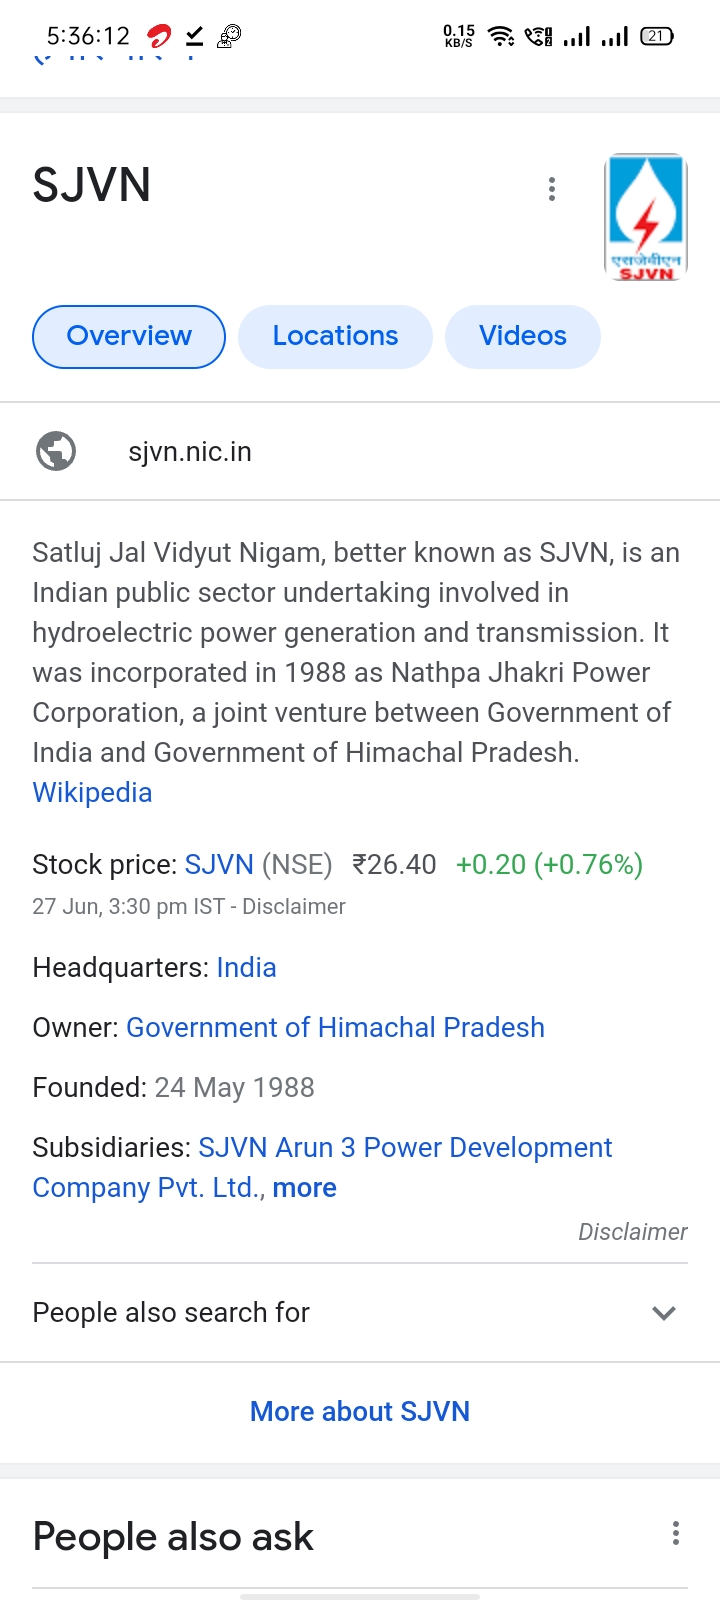 5:36:12
0.15
KB/S
21
SJVN
एसजेवीएन
SJVN
Overview
Locations
Videos
sjvn.nic.in
Satluj Jal Vidyut Nigam, better known as SJVN, is an
Indian public sector undertaking involved in
hydroelectric power generation and transmission. It
was incorporated in 1988 as Nathpa Jhakri Power
Corporation, a joint venture between Government of
India and Government of Himachal Pradesh.
Wikipedia
Stock price: SJVN (NSE) ₹26.40 +0.20 (+0.76%)
27 Jun, 3:30 pm IST - Disclaimer
Headquarters: India
Owner: Government of Himachal Pradesh
Founded: 24 May 1988
Subsidiaries: SJVN Arun 3 Power Development
Company Pvt. Ltd., more
Disclaimer
People also search for
More about SJVN
People also ask